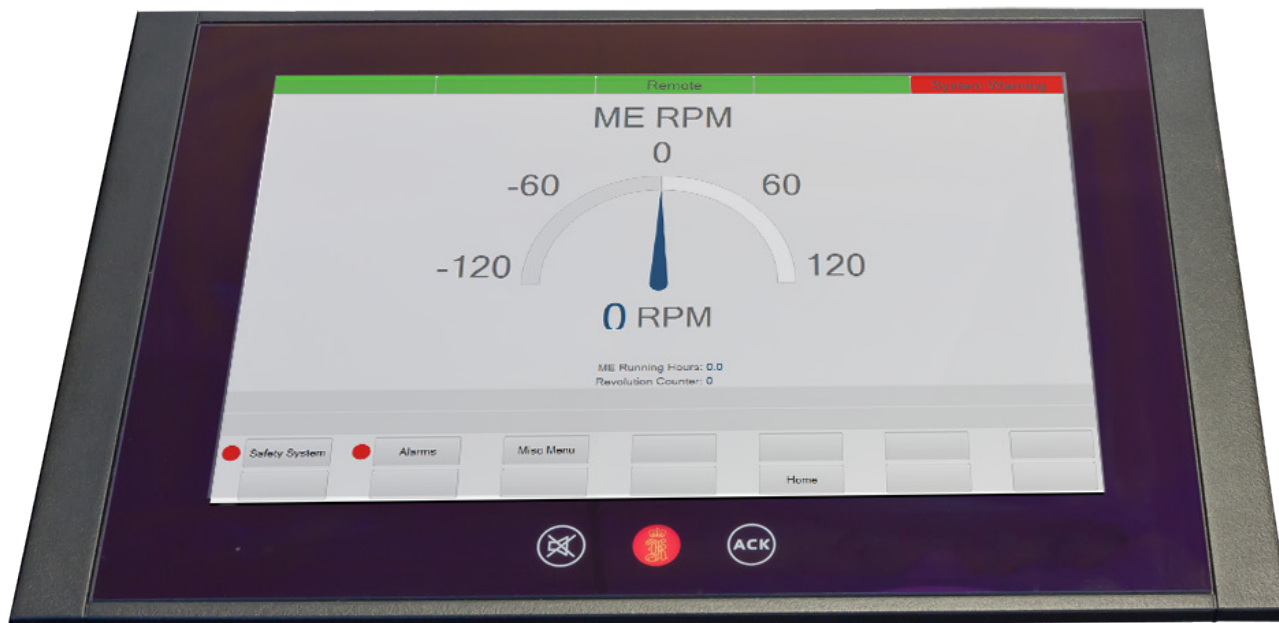 Remote System Warning
ME RPM
0
-60 60
-120 120
0 RPM
ME Running Hours: 0.0
Revolution Counter: 0
Safety System Alarms Misc Menu
Home
ACK